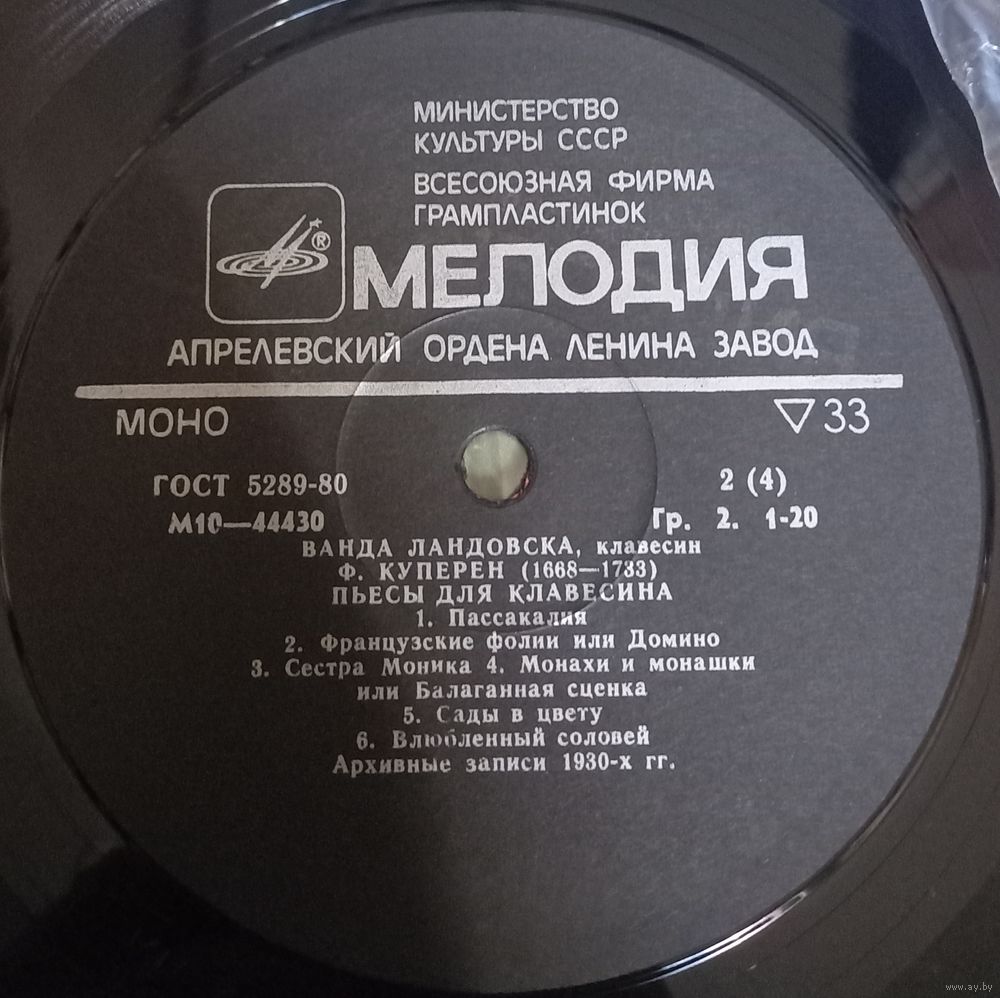 МИНИСТЕРСТВО
КУЛЬТУРЫ СССР
ВСЕСОЮЗНАЯ ФИРМА
ГРАМПЛАСТИНОК
®
МЕЛОДИЯ
АПРЕЛЕВСКИЙ ОРДЕНА ЛЕНИНА ЗАВОД
МОНО
▽33
ГОСТ 5289-80
2 (4)
М10—44430
Гр. 2. 1-20
ВАНДА ЛАНДОВСКА, клавесин
Ф. КУПЕРЕН (1668—1733)
ПЬЕСЫ ДЛЯ КЛАВЕСИНА
1. Пассакалия
2. Французские фолии или Домино
3. Сестра Моника 4. Монахи и монашки
или Балаганная сценка
5. Сады в цвету
6. Влюбленный соловей
Архивные записи 1930-х гг.
www.ay.by